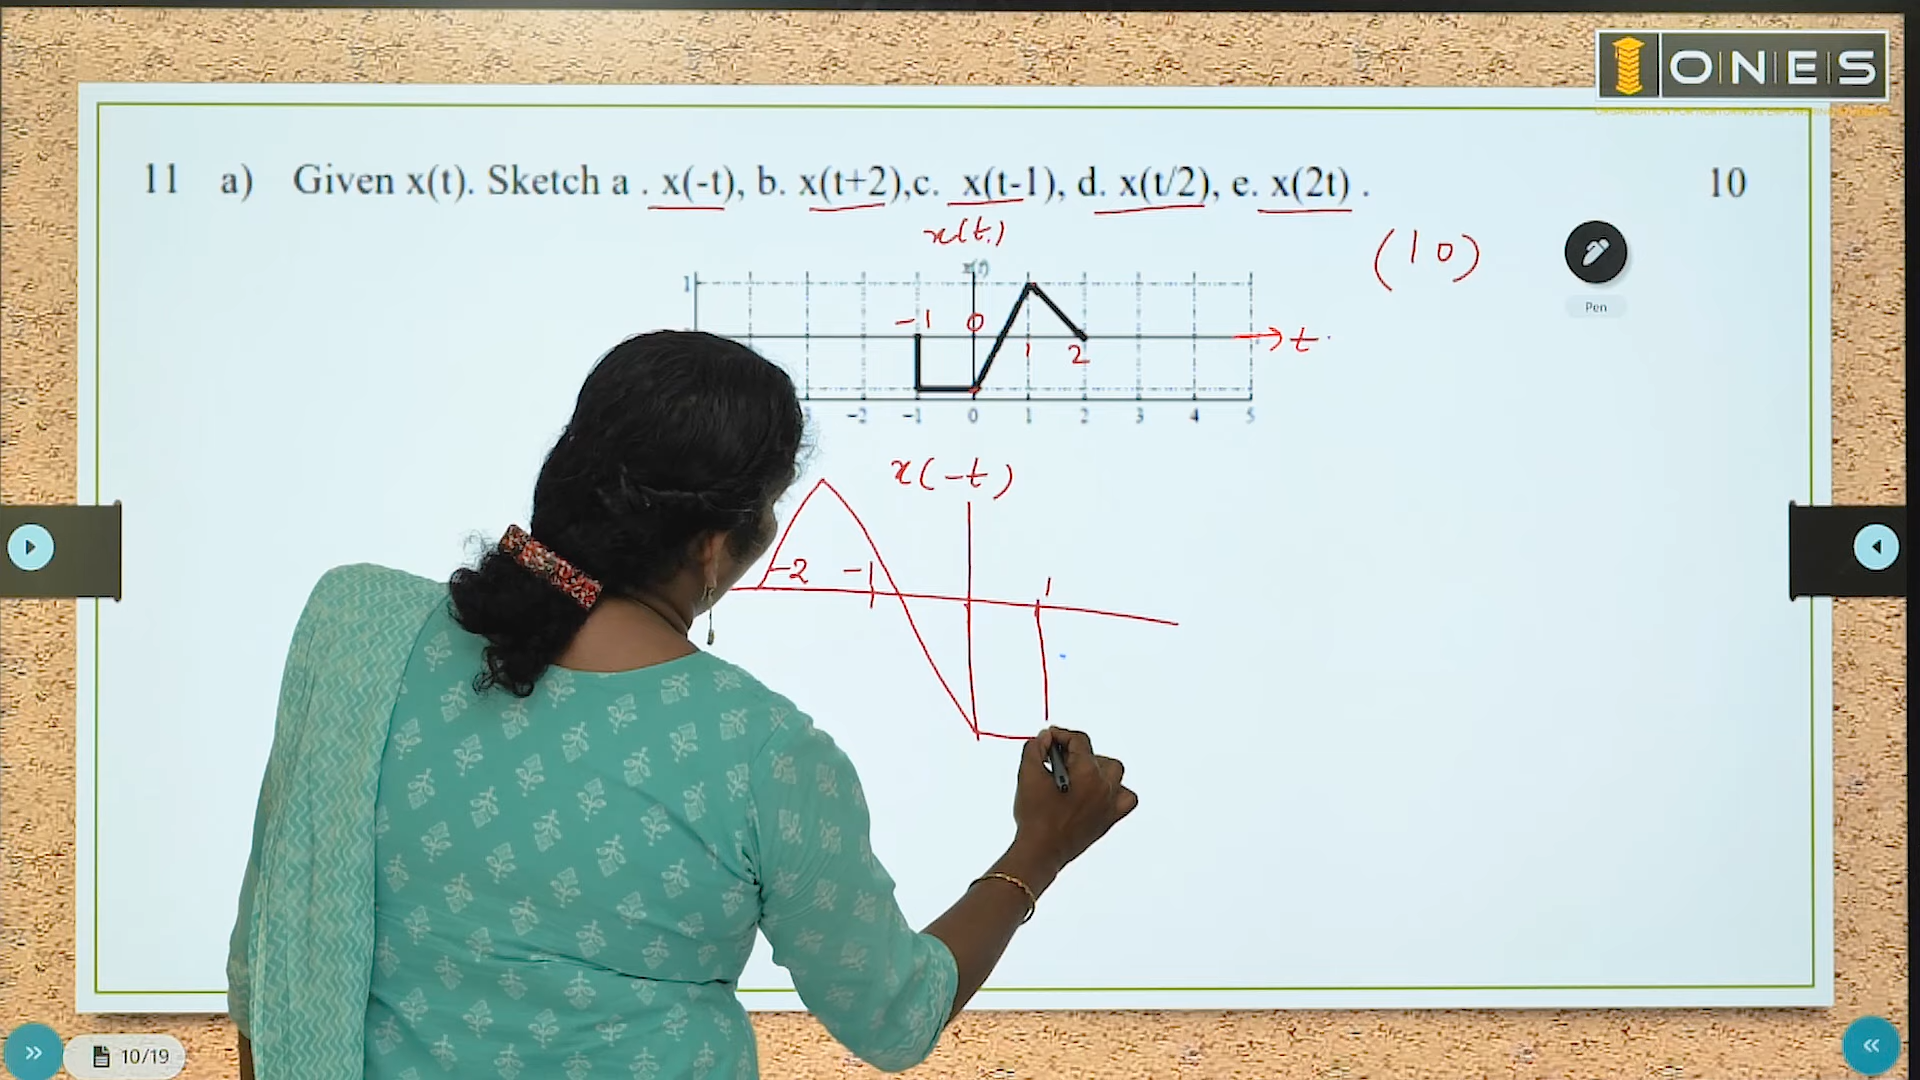 ONES
11 a) Given x(t). Sketch a . x(-t), b. x(t+2),c. x(t-1), d. x(t/2), e. x(2t) . 10
x(t)
(10)
Pen
x(t)
1
-1 0
1 2
t
-2 -1 0 1 2 3 4 5
x(-t)
-2 -1 1
10/19